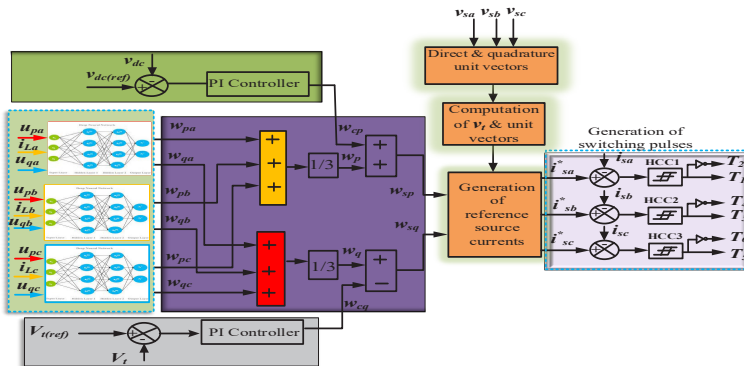 v_sa v_sb v_sc
v_dc
v_dc(ref)
PI Controller
Direct & quadrature
unit vectors
Computation
of v_t & unit
vectors
Generation of
switching pulses
u_pa
i_La
u_qa
u_pb
i_Lb
u_qb
u_pc
i_Lc
u_qc
w_pa
w_qa
w_pb
w_qb
w_pc
w_qc
+
+
+
+
+
+
1/3
1/3
w_cp
w_p
+
+
w_q
w_cq
+
−
w_sp
w_sq
Generation
of
reference
source
currents
i*_sa
i*_sb
i*_sc
i_sa
i_sb
i_sc
HCC1
HCC2
HCC3
T_2
V_t(ref)
V_t
PI Controller